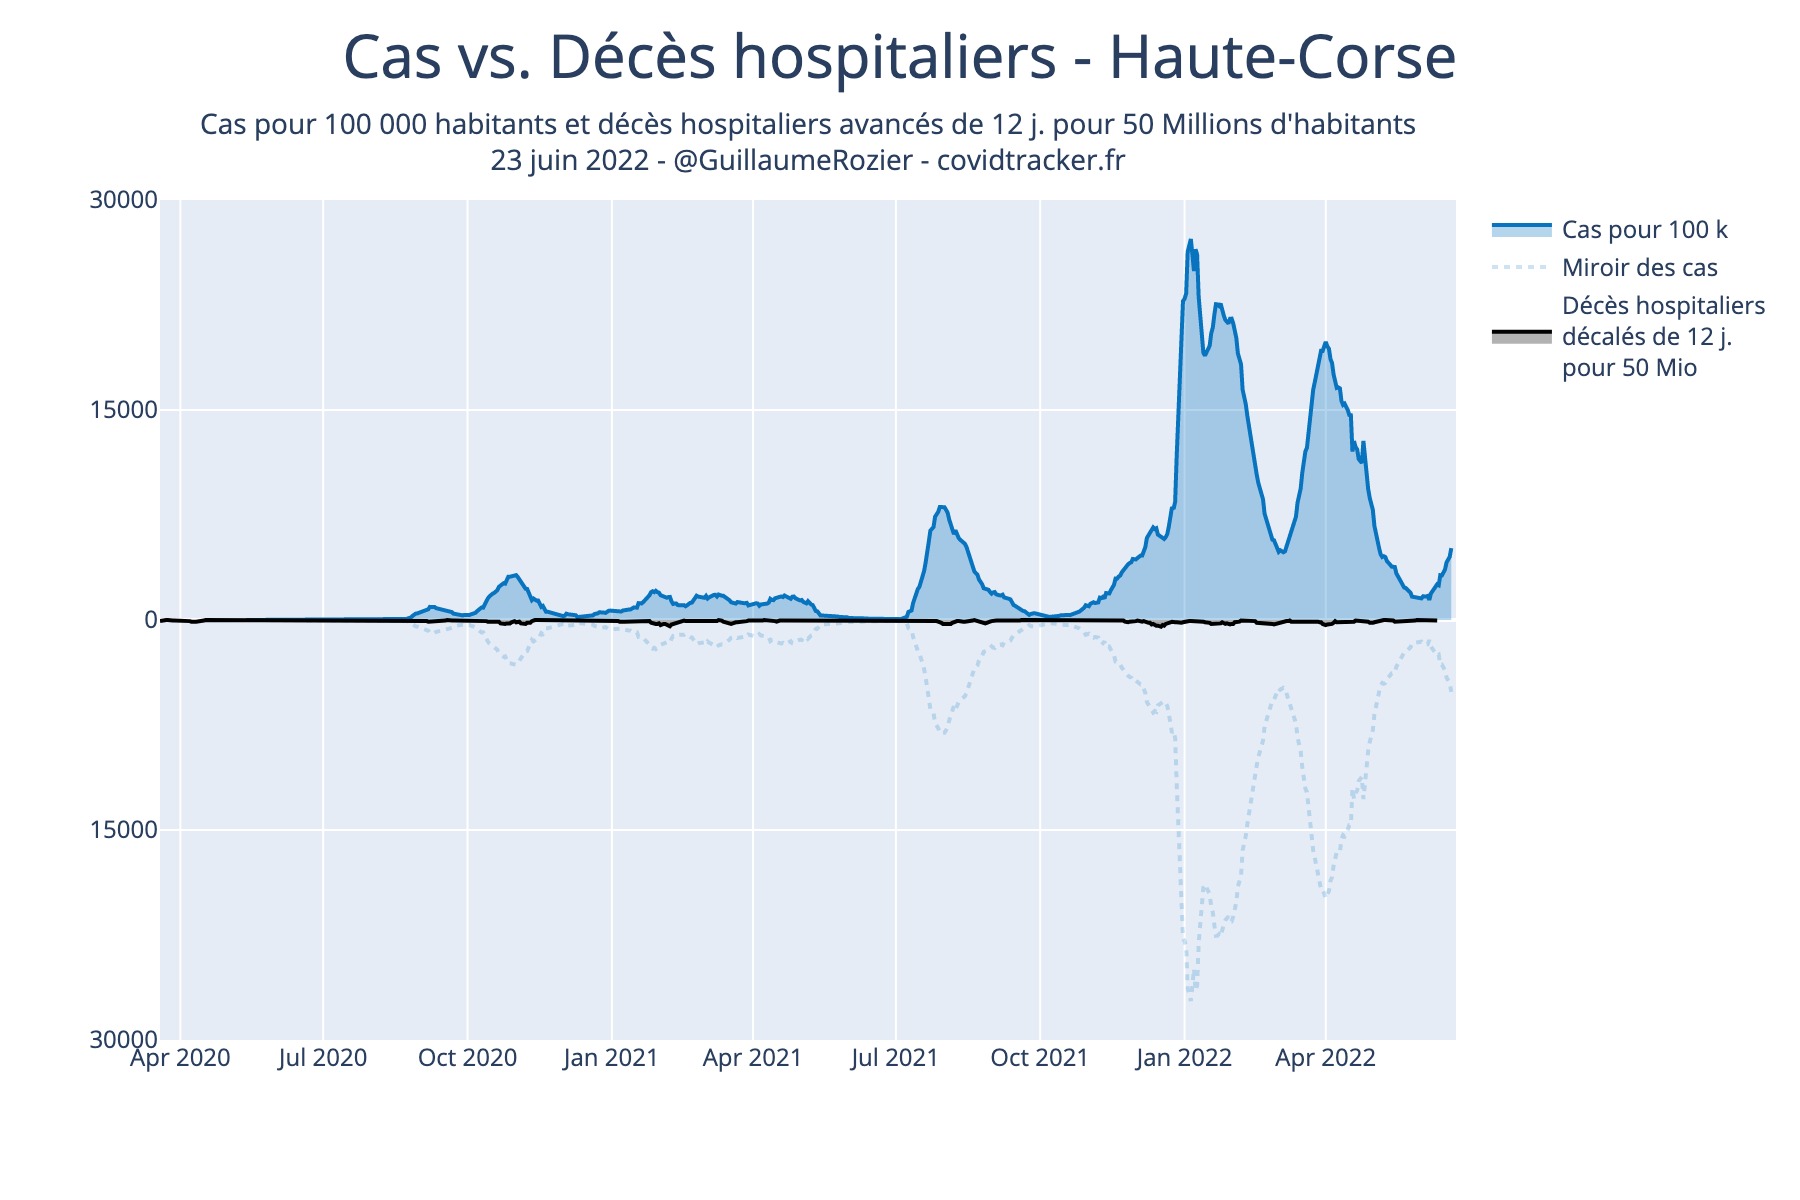 Cas vs. Décès hospitaliers - Haute-Corse
Cas pour 100 000 habitants et décès hospitaliers avancés de 12 j. pour 50 Millions d'habitants
23 juin 2022 - @GuillaumeRozier - covidtracker.fr
30000
15000
0
15000
30000
Apr 2020
Jul 2020
Oct 2020
Jan 2021
Apr 2021
Jul 2021
Oct 2021
Jan 2022
Apr 2022
Cas pour 100 k
Miroir des cas
Décès hospitaliers
décalés de 12 j.
pour 50 Mio